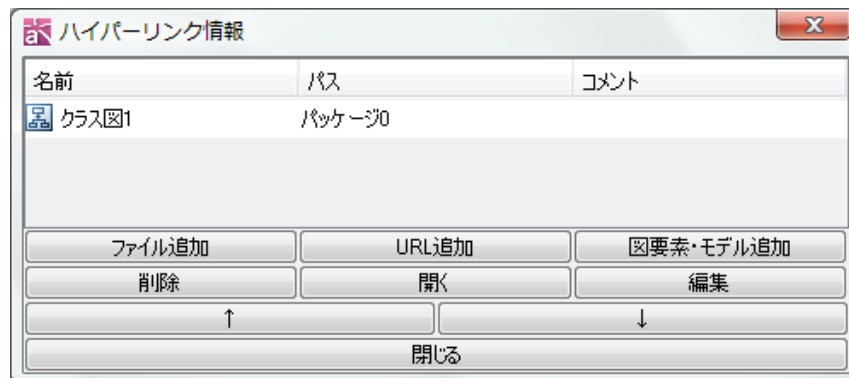 ハイパーリンク情報
名前 パス コメント
クラス図1 パッケージ0
ファイル追加 URL追加 図要素・モデル追加
削除 開く 編集
↑ ↓
閉じる